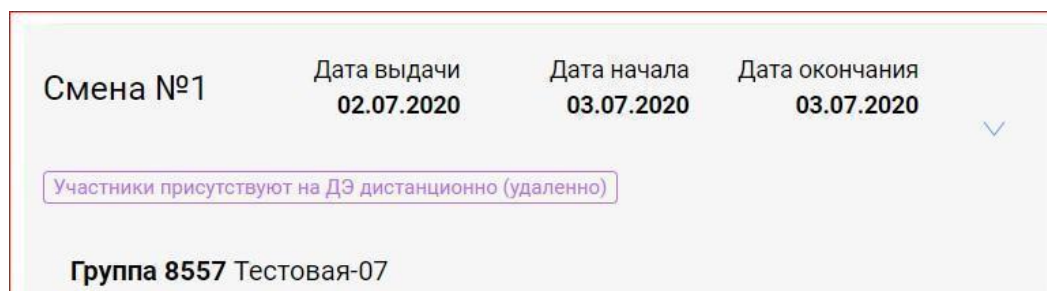 Смена №1
Дата выдачи
02.07.2020
Дата начала
03.07.2020
Дата окончания
03.07.2020
Участники присутствуют на ДЭ дистанционно (удаленно)
Группа 8557 Тестовая-07